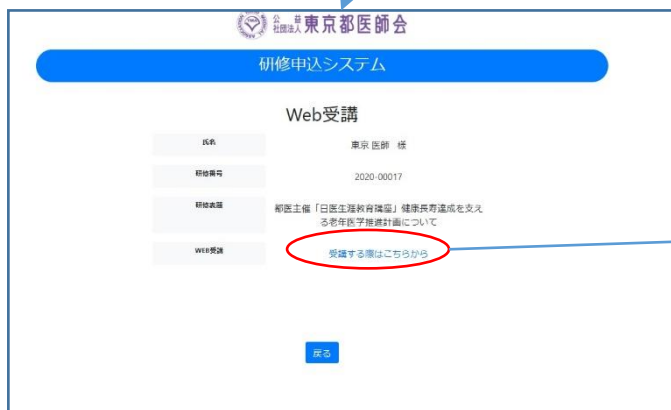 公益社団法人東京都医師会
研修申込システム
Web受講
氏名 東京 医師 様
研修番号 2020-00017
研修表題 都医主催「日医生涯教育講座」健康長寿達成を支え
る老年医学推進計画について
WEB受講 受講する際はこちらから
戻る